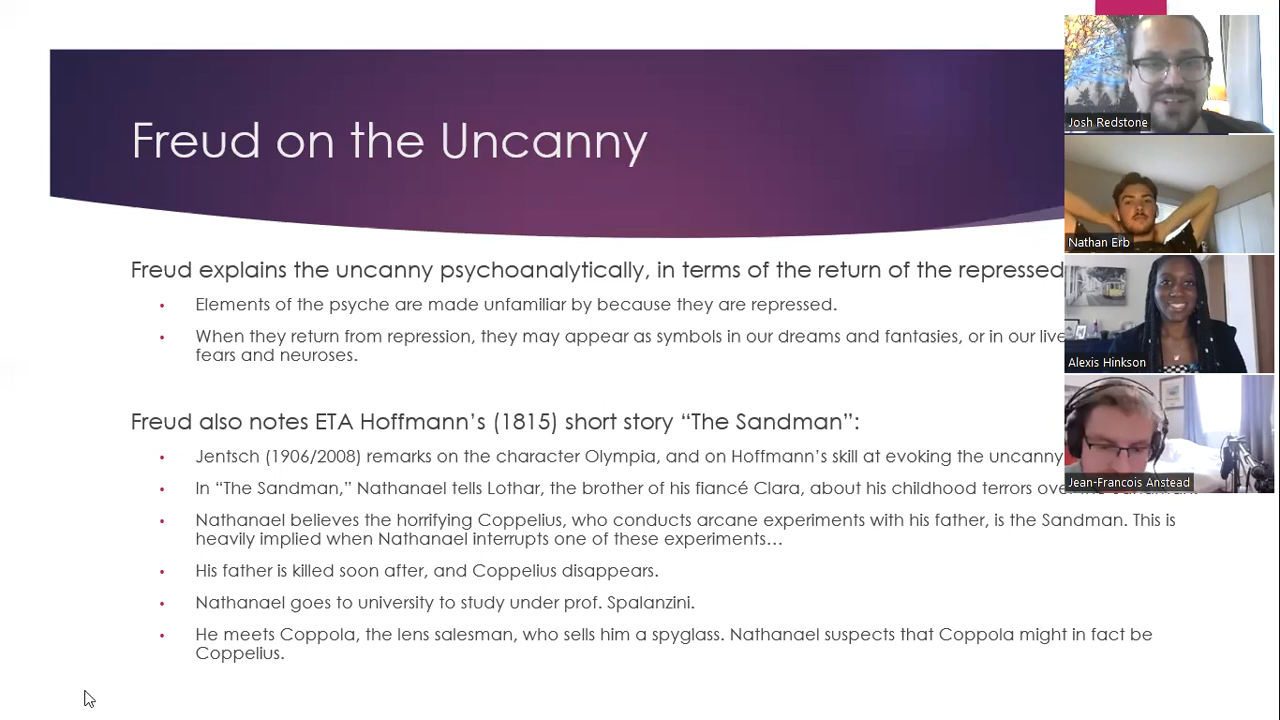 Freud on the Uncanny
Freud explains the uncanny psychoanalytically, in terms of the return of the repressed
• Elements of the psyche are made unfamiliar by because they are repressed.
• When they return from repression, they may appear as symbols in our dreams and fantasies, or in our live
fears and neuroses.
Freud also notes ETA Hoffmann’s (1815) short story “The Sandman”:
• Jentsch (1906/2008) remarks on the character Olympia, and on Hoffmann’s skill at evoking the uncanny
• In “The Sandman,” Nathanael tells Lothar, the brother of his fiancé Clara, about his childhood terrors
• Nathanael believes the horrifying Coppelius, who conducts arcane experiments with his father, is the Sandman. This is
heavily implied when Nathanael interrupts one of these experiments…
• His father is killed soon after, and Coppelius disappears.
• Nathanael goes to university to study under prof. Spalanzini.
• He meets Coppola, the lens salesman, who sells him a spyglass. Nathanael suspects that Coppola might in fact be
Coppelius.
Josh Redstone
Nathan Erb
Alexis Hinkson
Jean-Francois Anstead